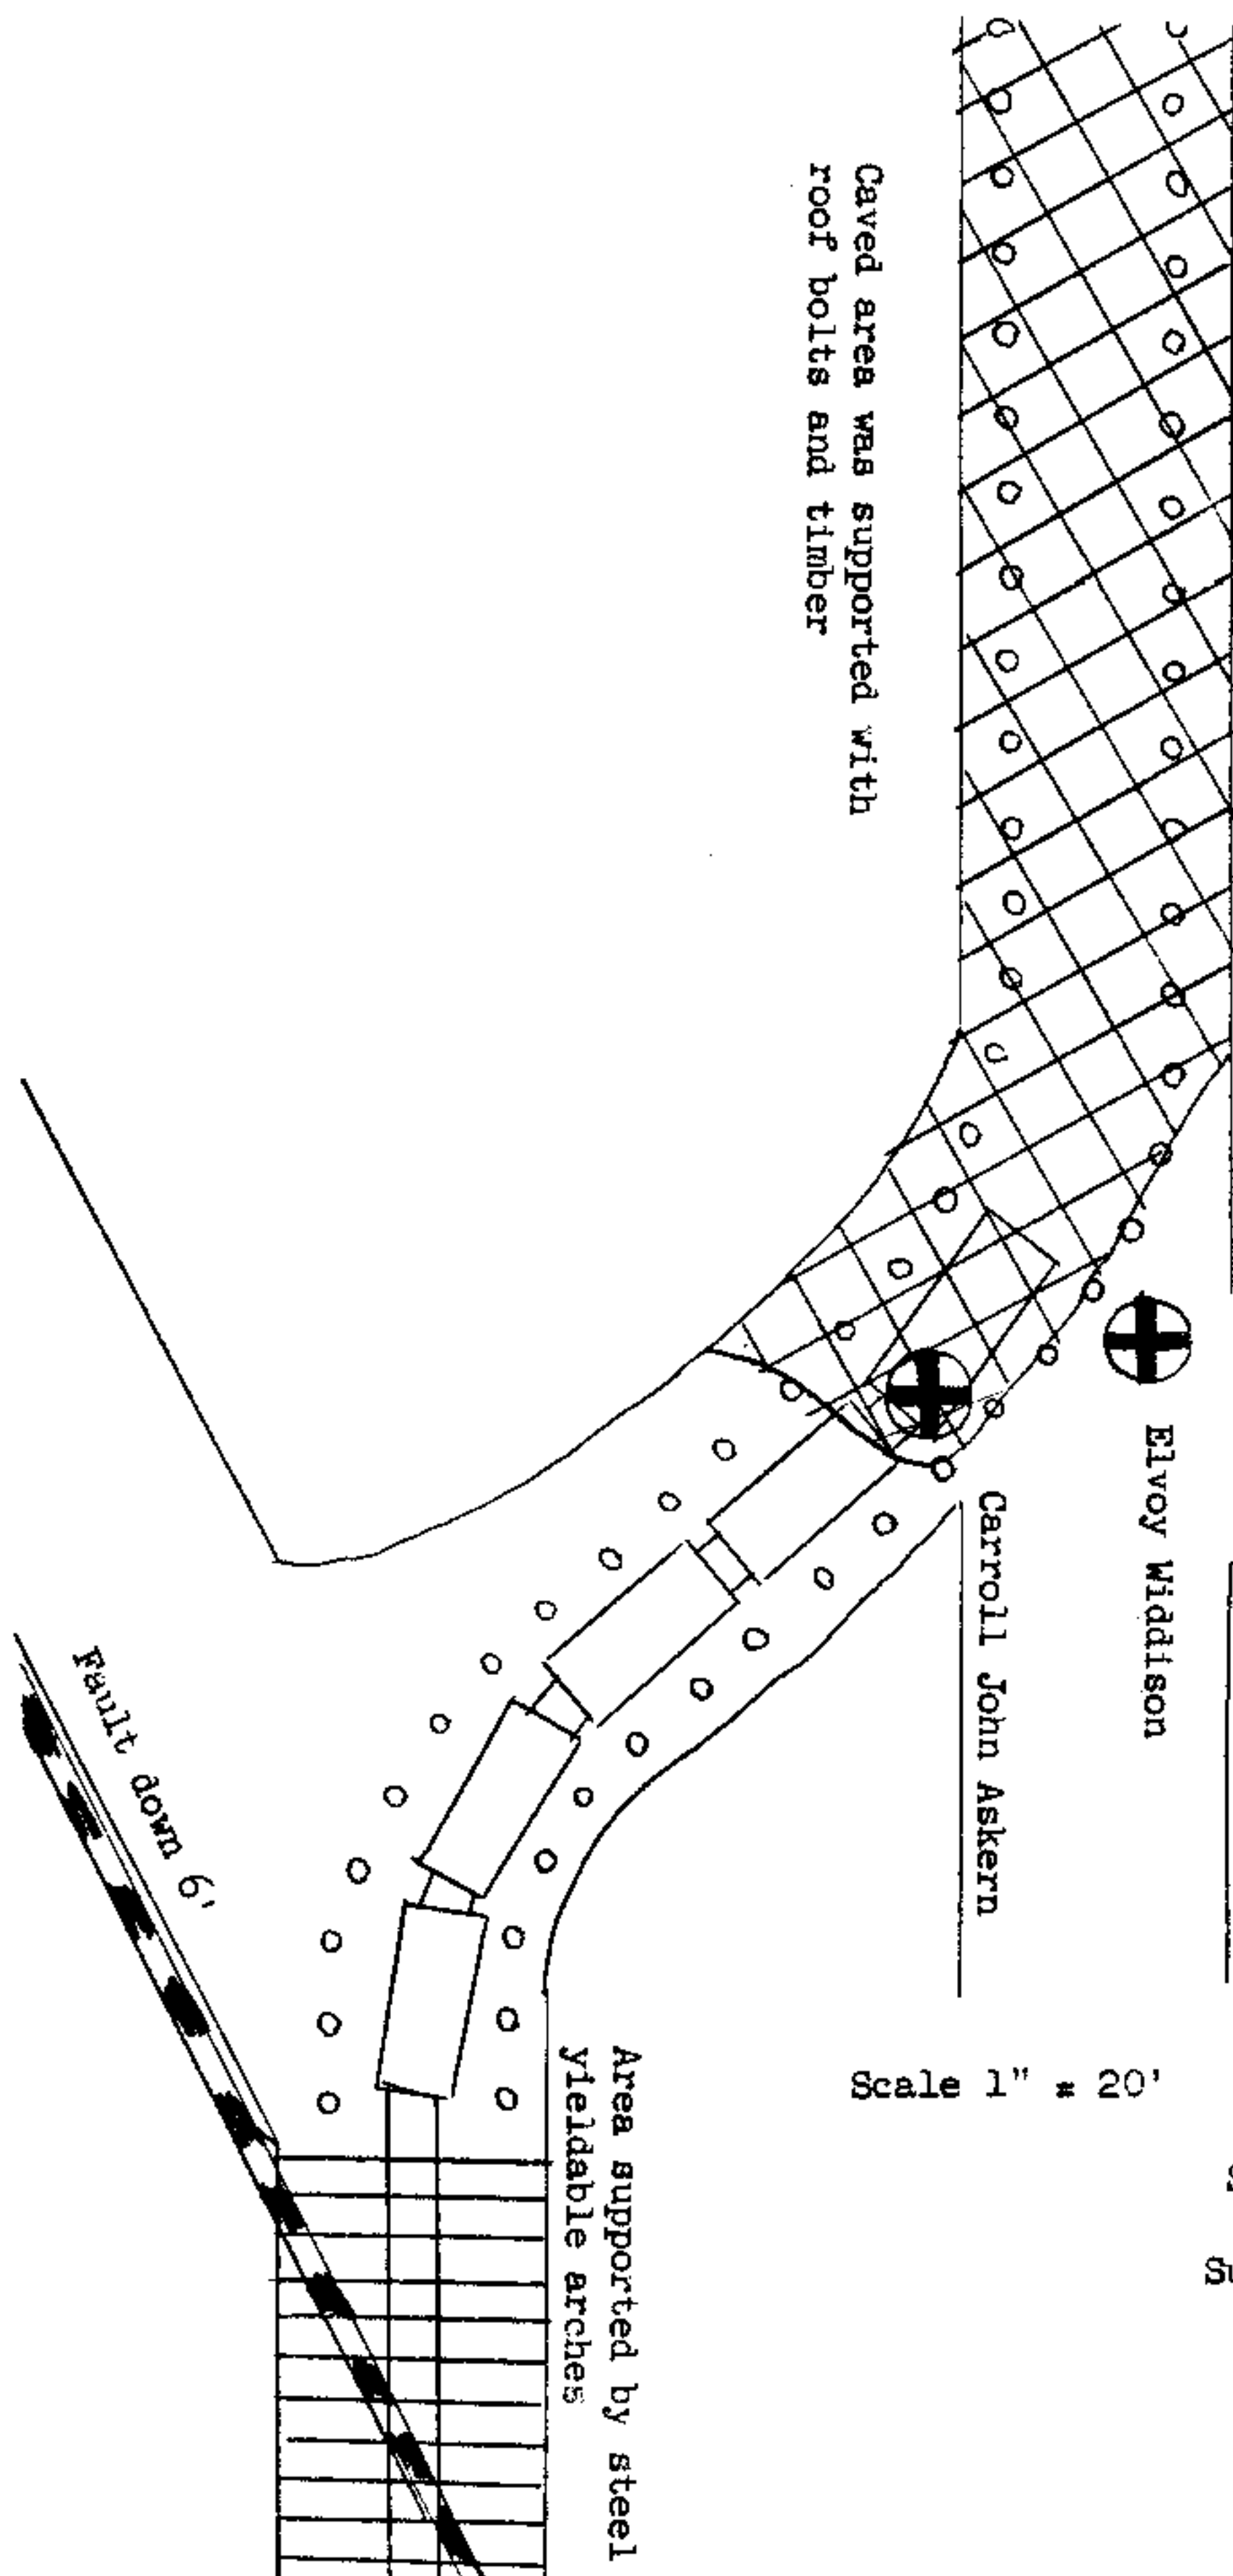 Caved area was supported with
roof bolts and timber
Elvoy Widdison
Carroll John Askern
Fault down 6'
Area supported by steel
yieldable arches
Scale 1" = 20'